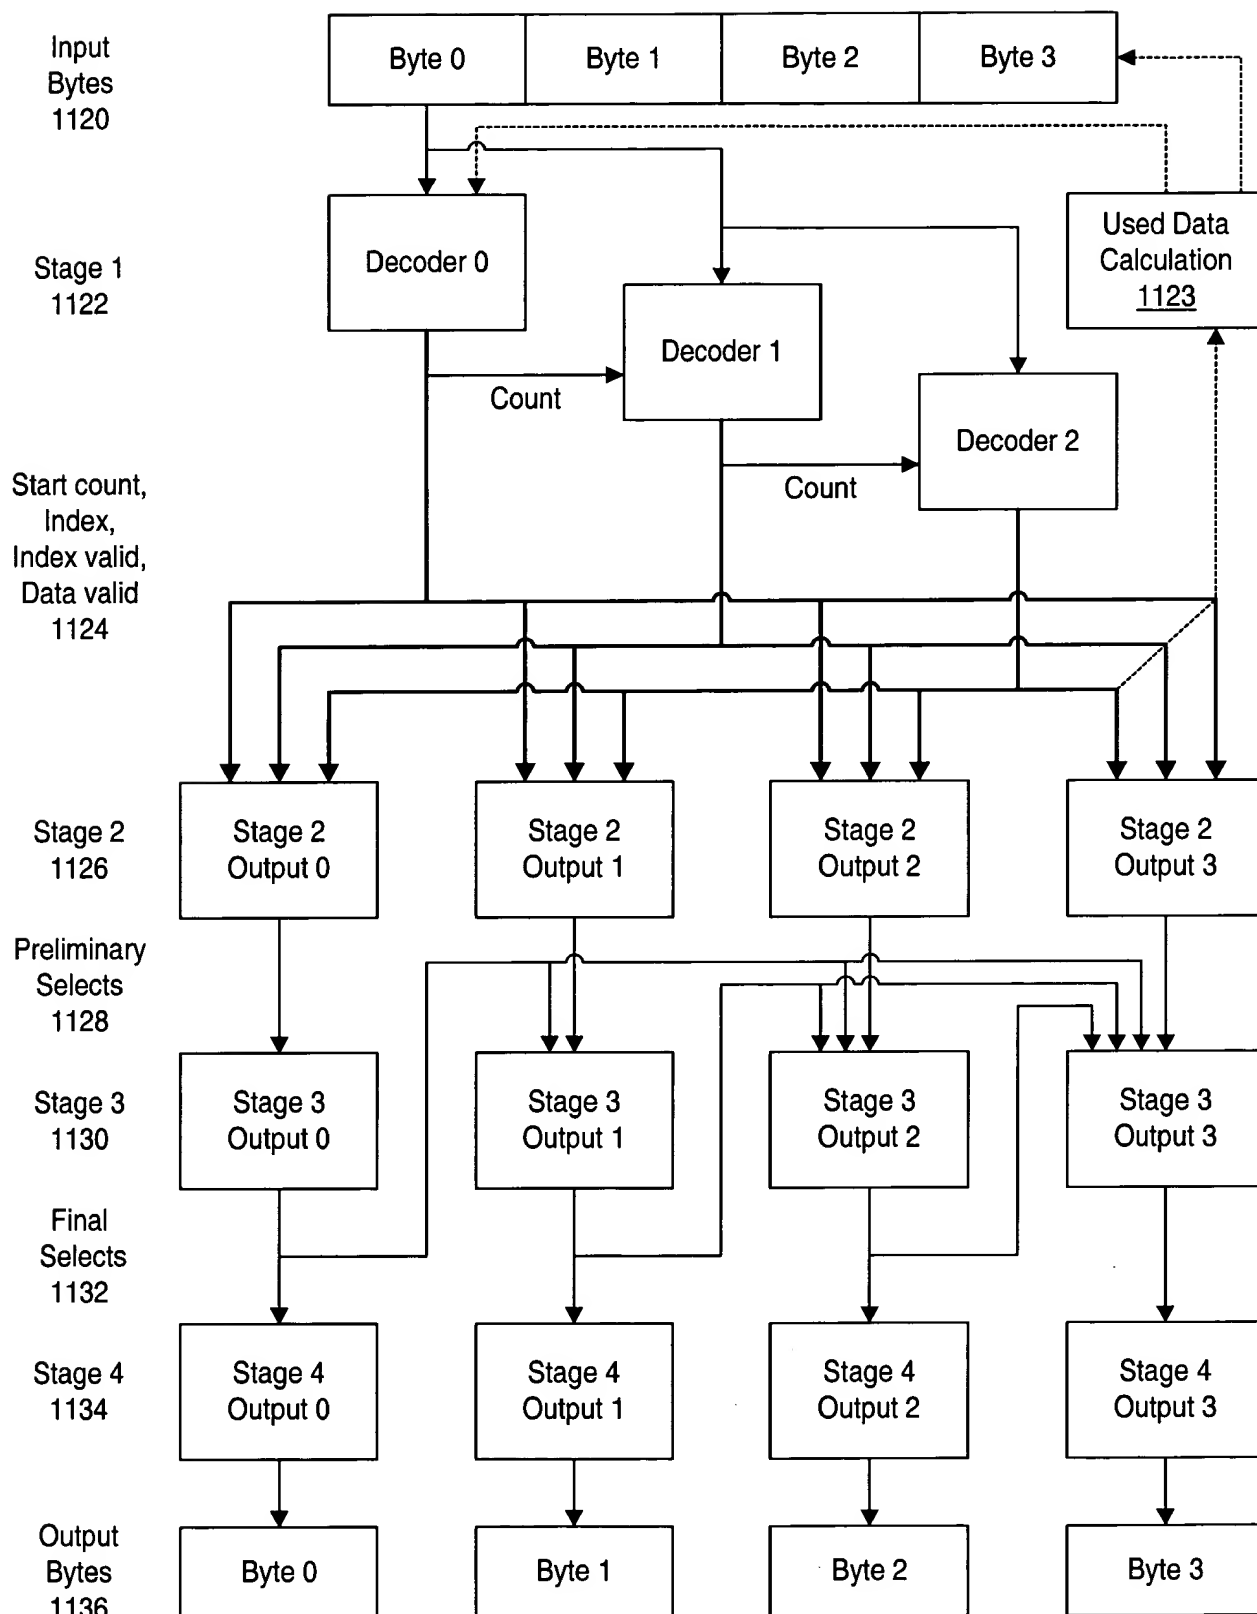 Input
Bytes
1120
Byte 0
Byte 1
Byte 2
Byte 3
Stage 1
1122
Decoder 0
Decoder 1
Decoder 2
Used Data
Calculation
1123
Count
Count
Start count,
Index,
Index valid,
Data valid
1124
Stage 2
1126
Stage 2
Output 0
Stage 2
Output 1
Stage 2
Output 2
Stage 2
Output 3
Preliminary
Selects
1128
Stage 3
1130
Stage 3
Output 0
Stage 3
Output 1
Stage 3
Output 2
Stage 3
Output 3
Final
Selects
1132
Stage 4
1134
Stage 4
Output 0
Stage 4
Output 1
Stage 4
Output 2
Stage 4
Output 3
Output
Bytes
1136
Byte 0
Byte 1
Byte 2
Byte 3